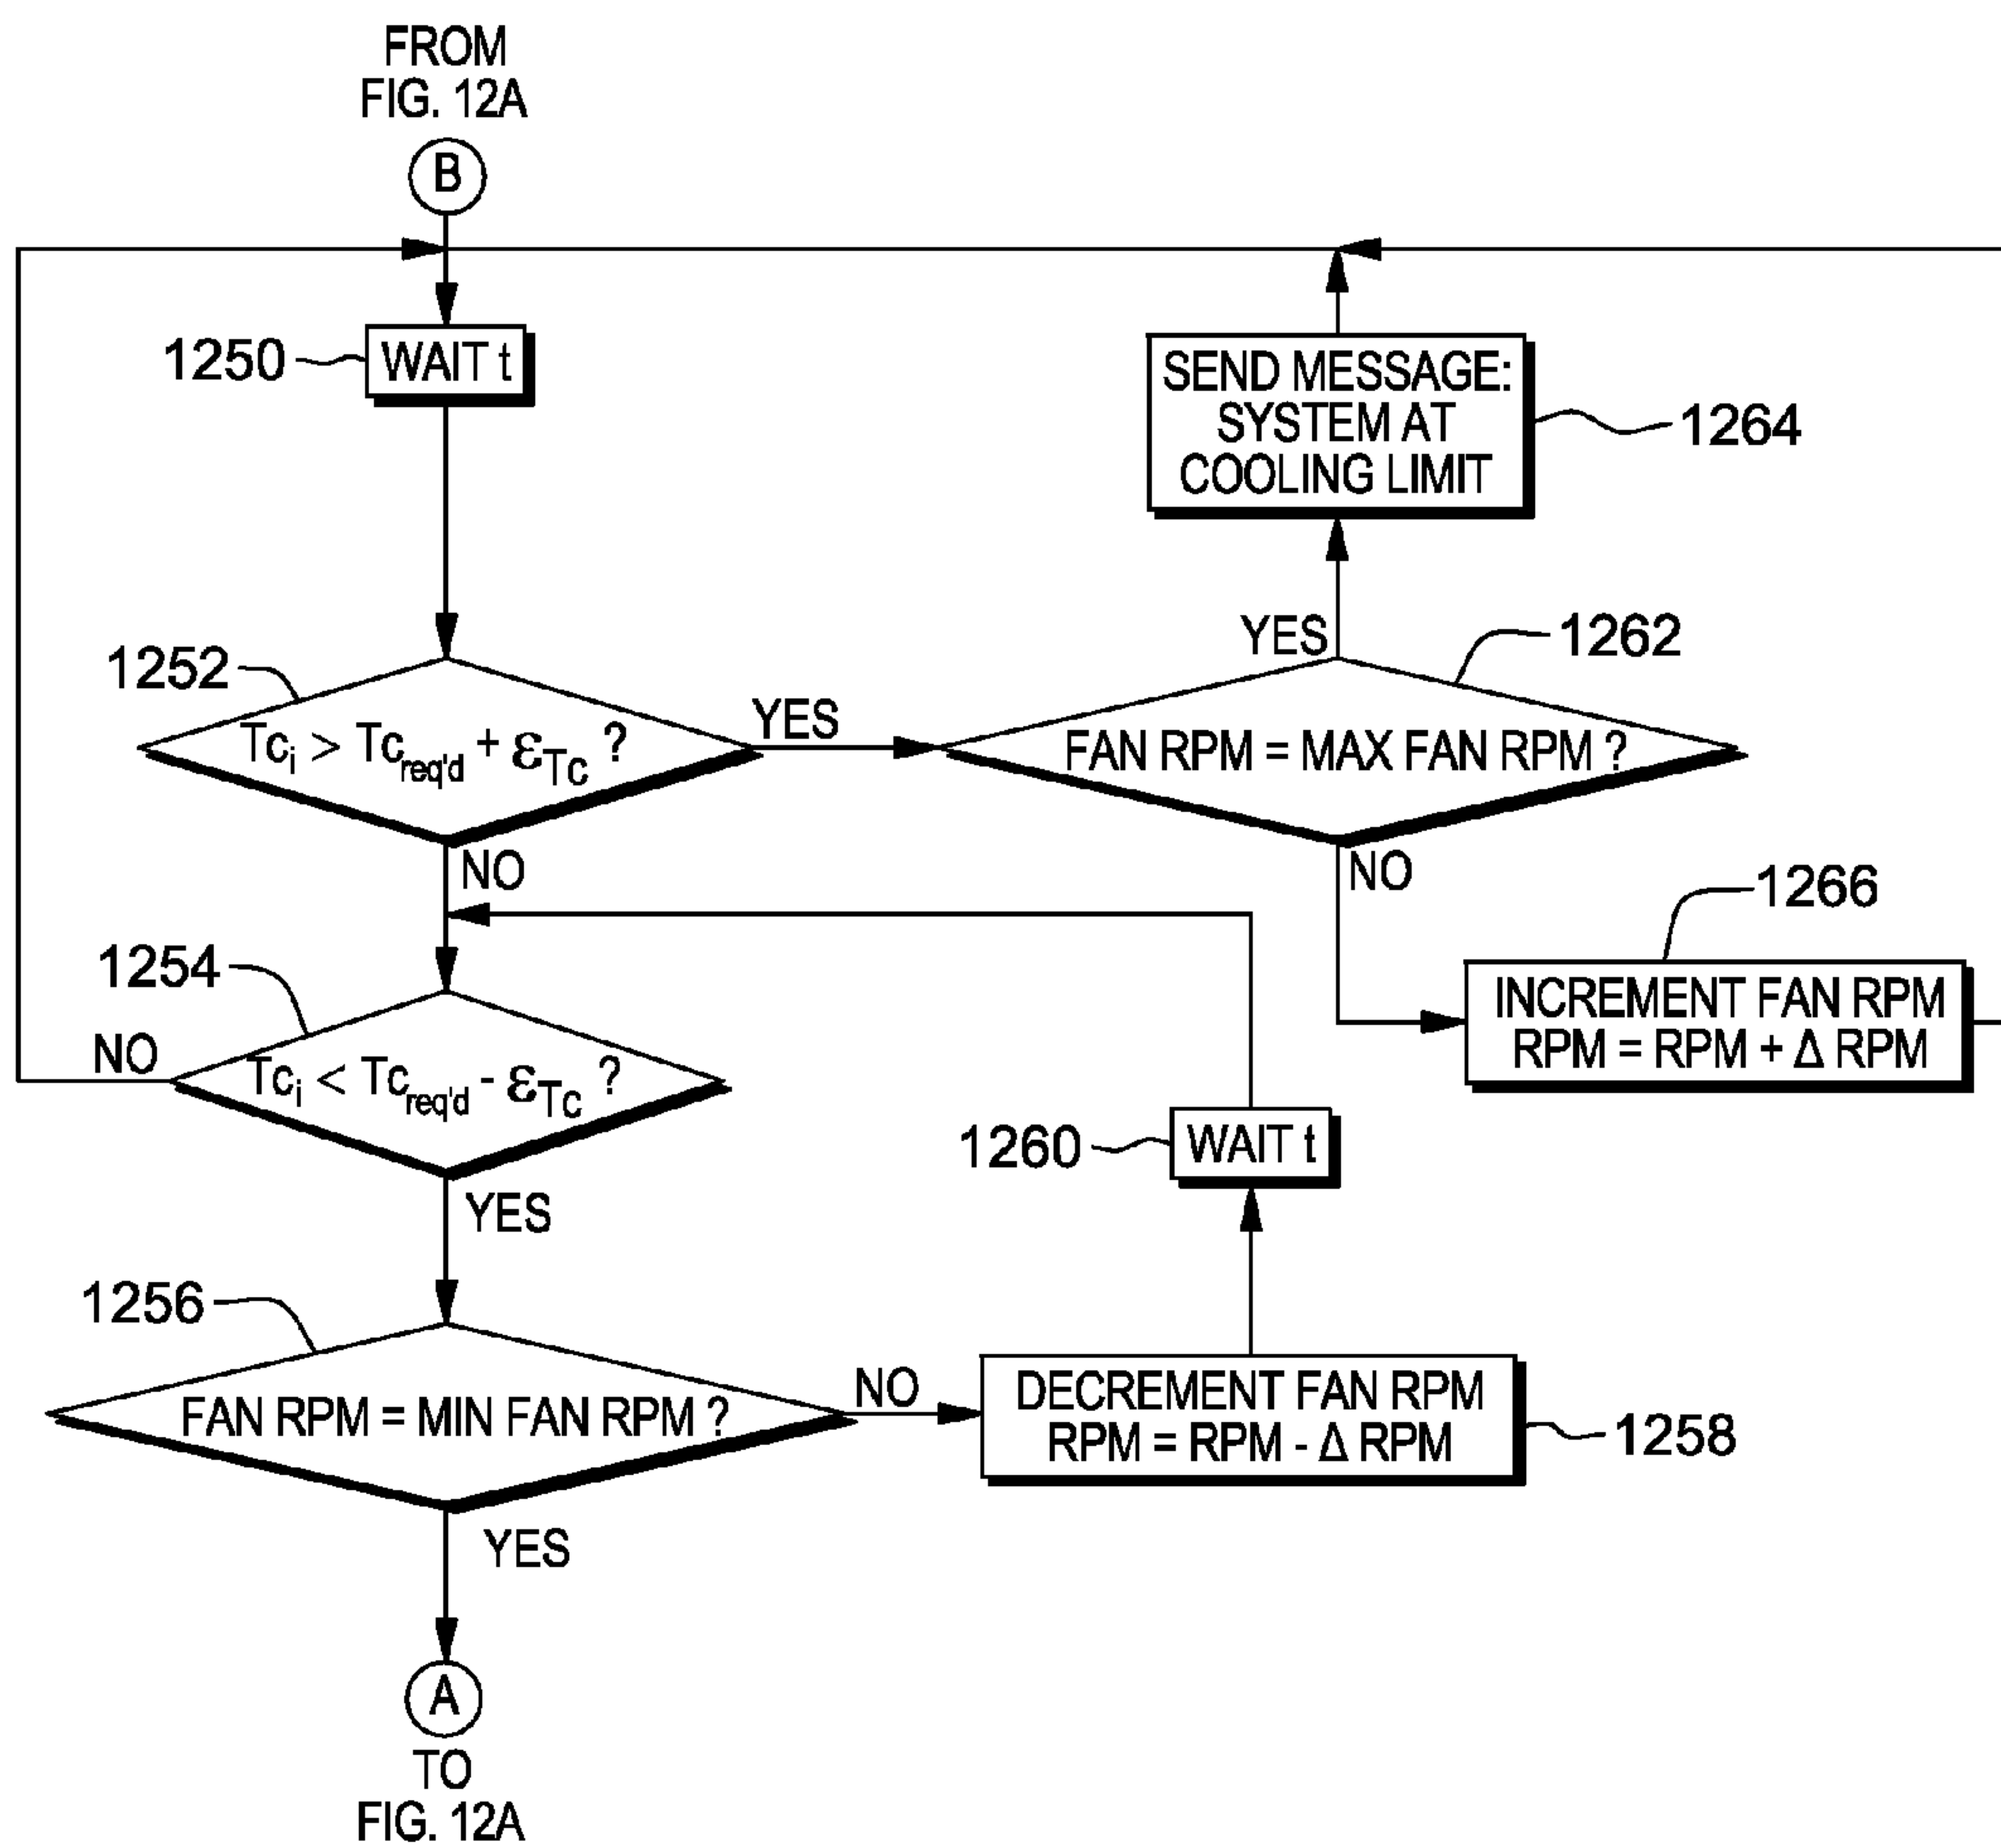 FROM
FIG. 12A
B
1250
WAIT t
SEND MESSAGE:
SYSTEM AT
COOLING LIMIT
1264
1252
Tci > Tcreq'd + εTc ?
YES
YES
1262
FAN RPM = MAX FAN RPM ?
NO
NO
1266
INCREMENT FAN RPM
RPM = RPM + Δ RPM
1254
NO
Tci < Tcreq'd - εTc ?
1260
WAIT t
YES
1256
FAN RPM = MIN FAN RPM ?
NO
DECREMENT FAN RPM
RPM = RPM - Δ RPM
1258
YES
A
TO
FIG. 12A